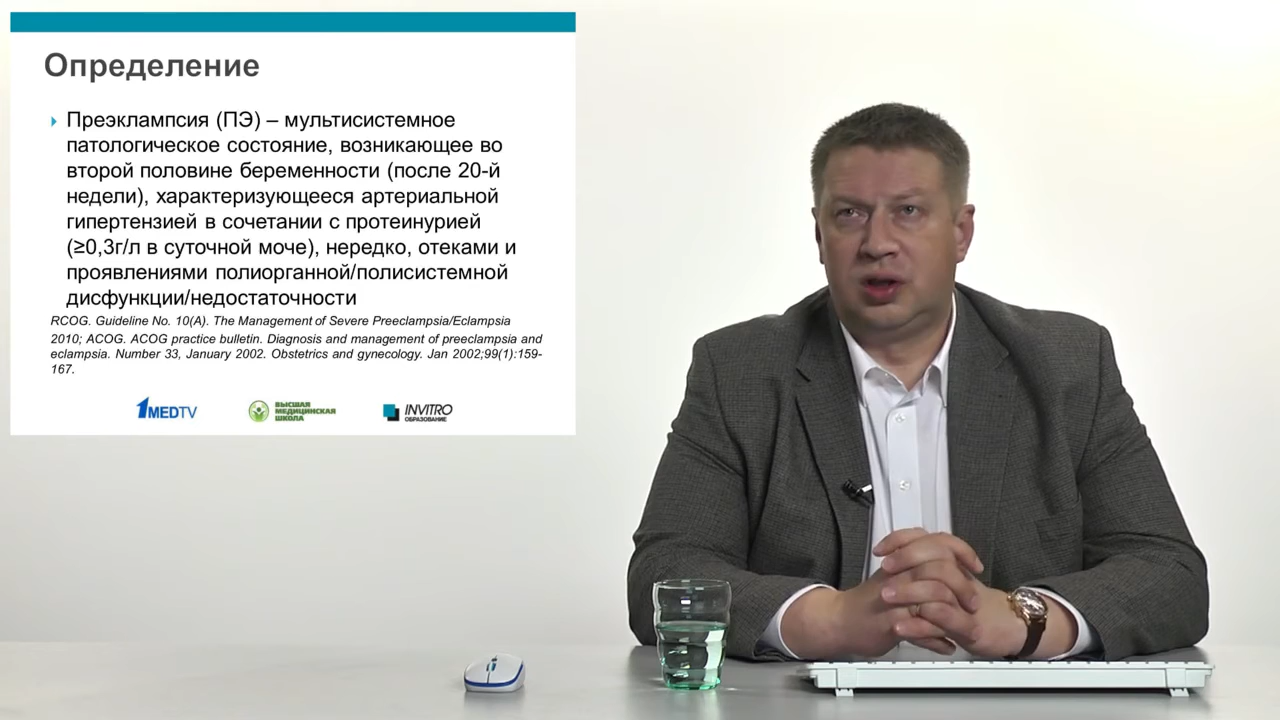 Определение
Преэклампсия (ПЭ) – мультисистемное
патологическое состояние, возникающее во
второй половине беременности (после 20-й
недели), характеризующееся артериальной
гипертензией в сочетании с протеинурией
(≥0,3г/л в суточной моче), нередко, отеками и
проявлениями полиорганной/полисистемной
дисфункции/недостаточности
RCOG. Guideline No. 10(A). The Management of Severe Preeclampsia/Eclampsia
2010; ACOG. ACOG practice bulletin. Diagnosis and management of preeclampsia and
eclampsia. Number 33, January 2002. Obstetrics and gynecology. Jan 2002;99(1):159-
167.
1MEDTV
ВЫСШАЯ
МЕДИЦИНСКАЯ
ШКОЛА
INVITRO
ОБРАЗОВАНИЕ